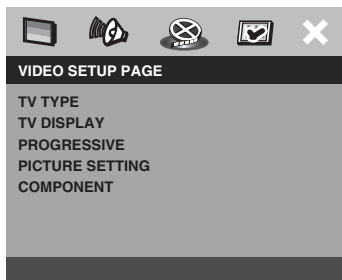 VIDEO SETUP PAGE
TV TYPE
TV DISPLAY
PROGRESSIVE
PICTURE SETTING
COMPONENT